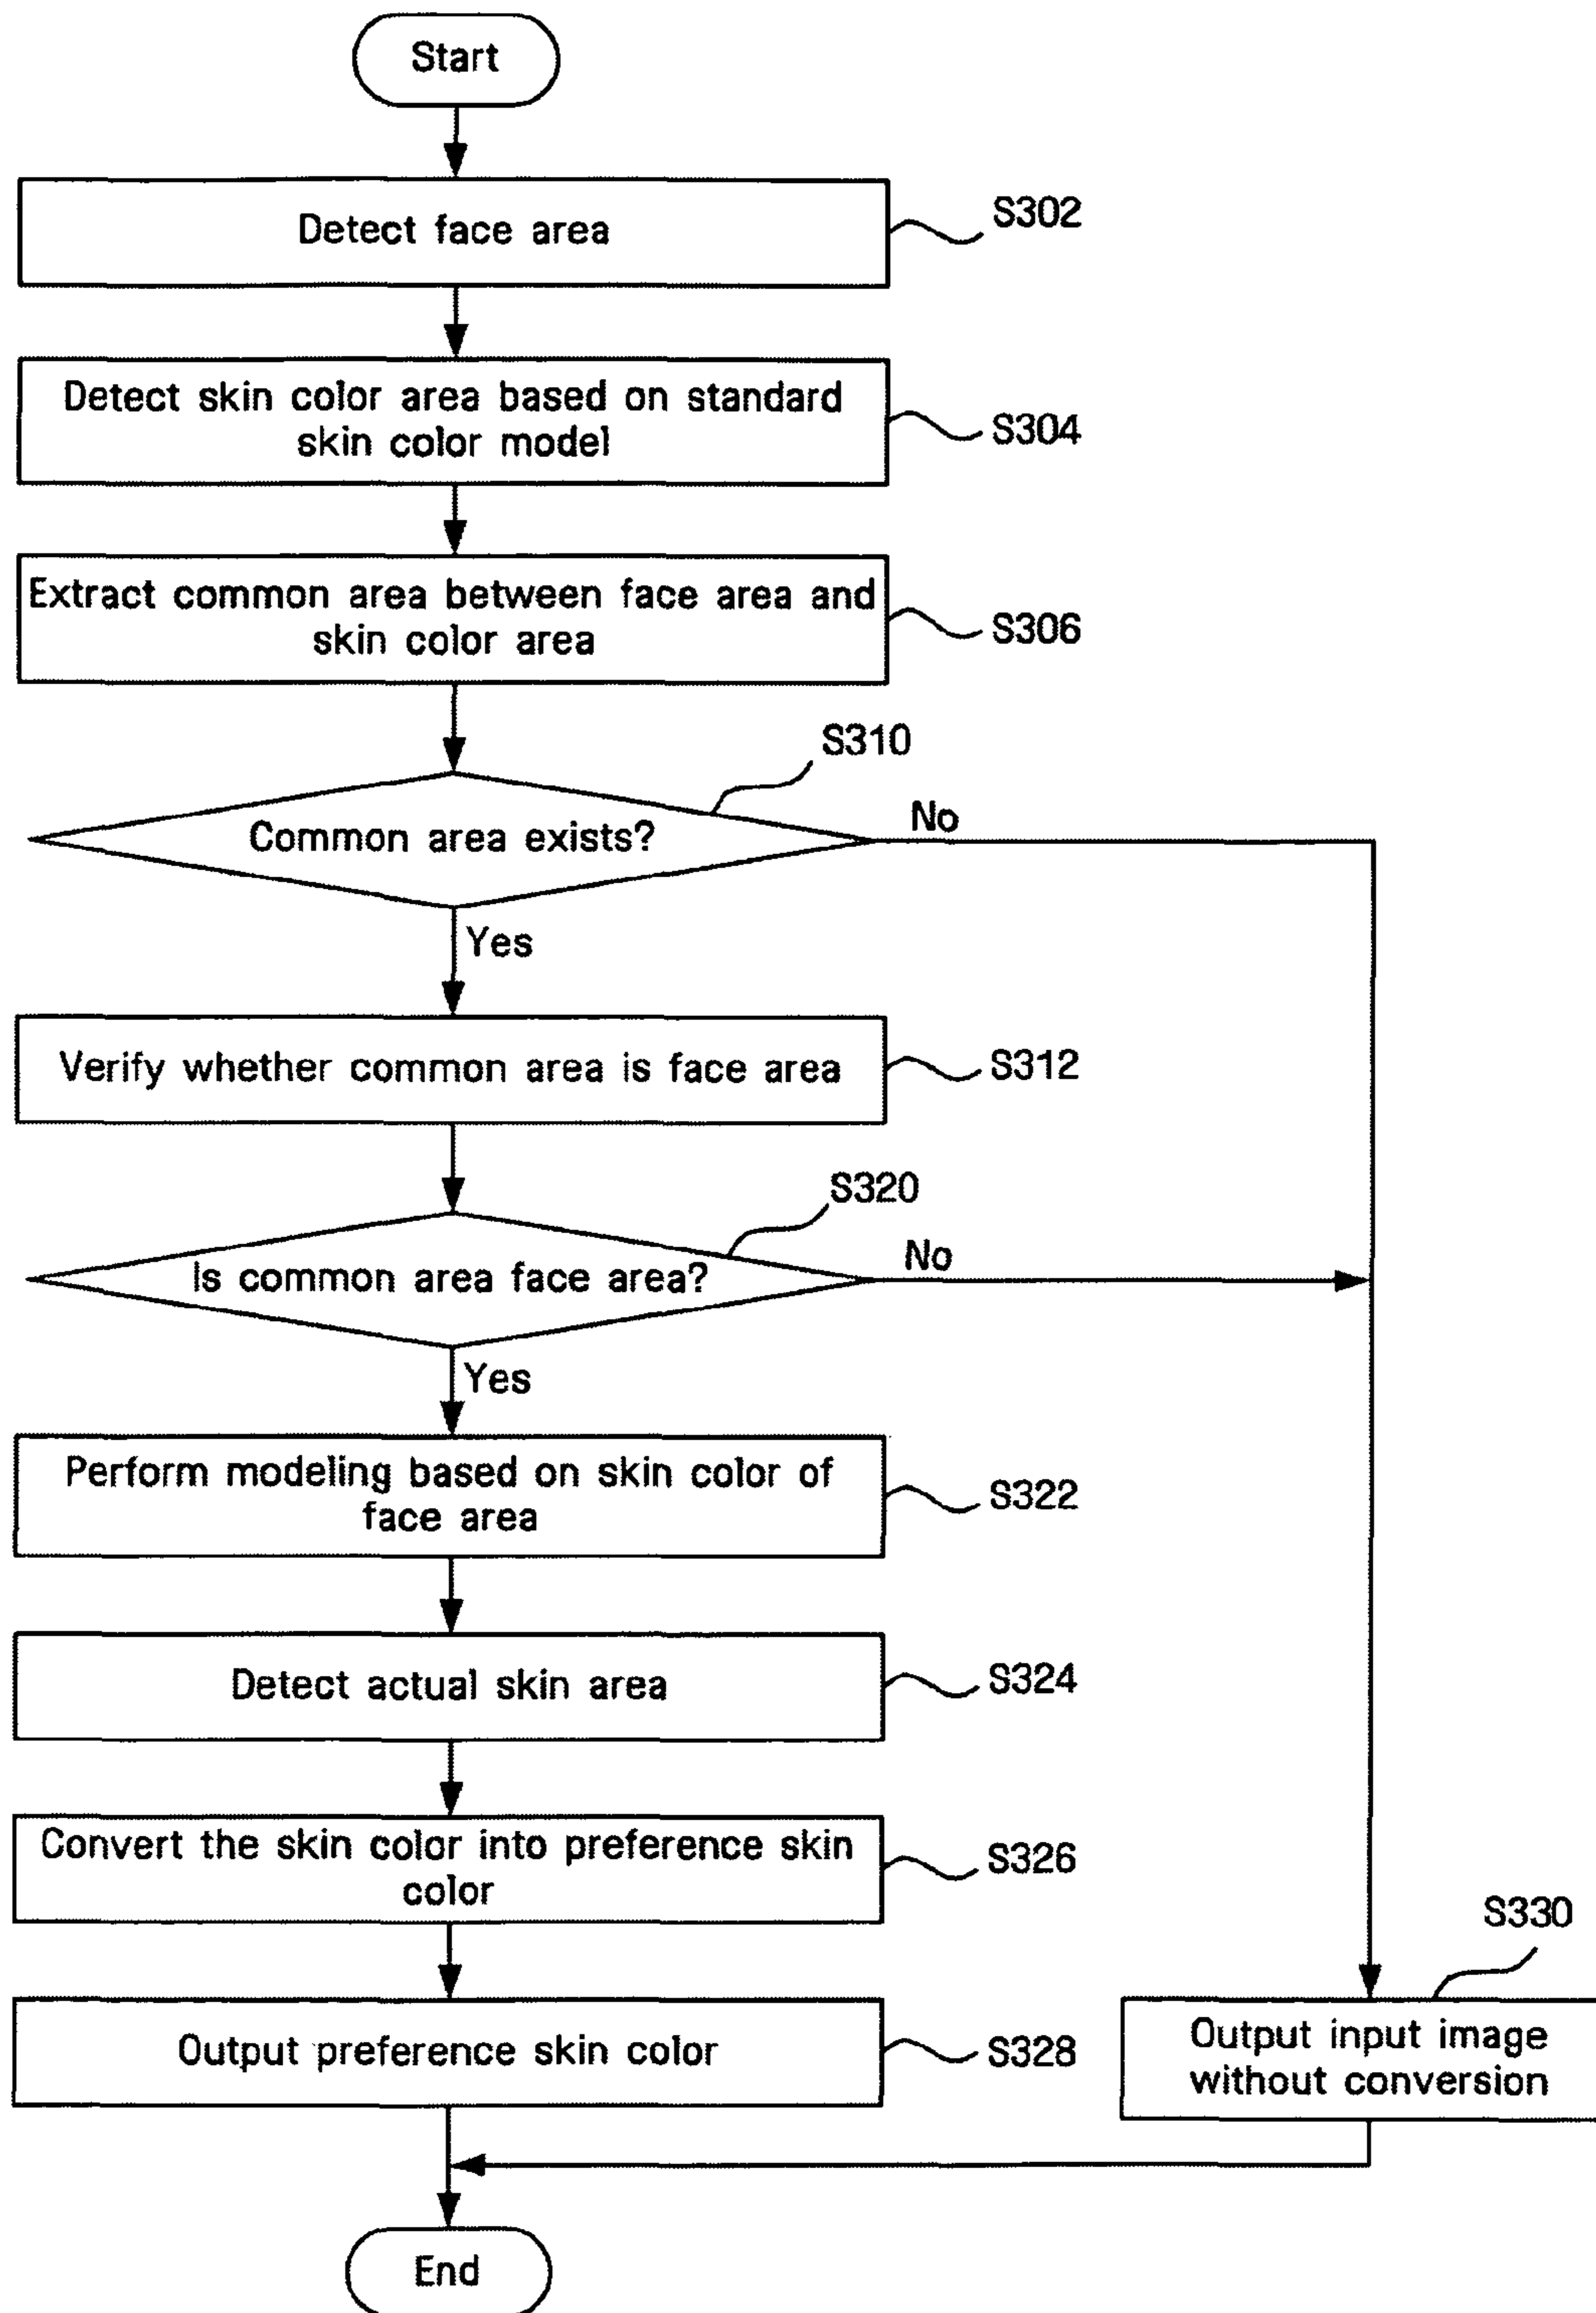 Start
Detect face area
S302
Detect skin color area based on standard
skin color model
S304
Extract common area between face area and
skin color area
S306
S310
Common area exists?
No
Yes
Verify whether common area is face area
S312
S320
Is common area face area?
No
Yes
Perform modeling based on skin color of
face area
S322
Detect actual skin area
S324
Convert the skin color into preference skin
color
S326
S330
Output preference skin color
S328
Output input image
without conversion
End